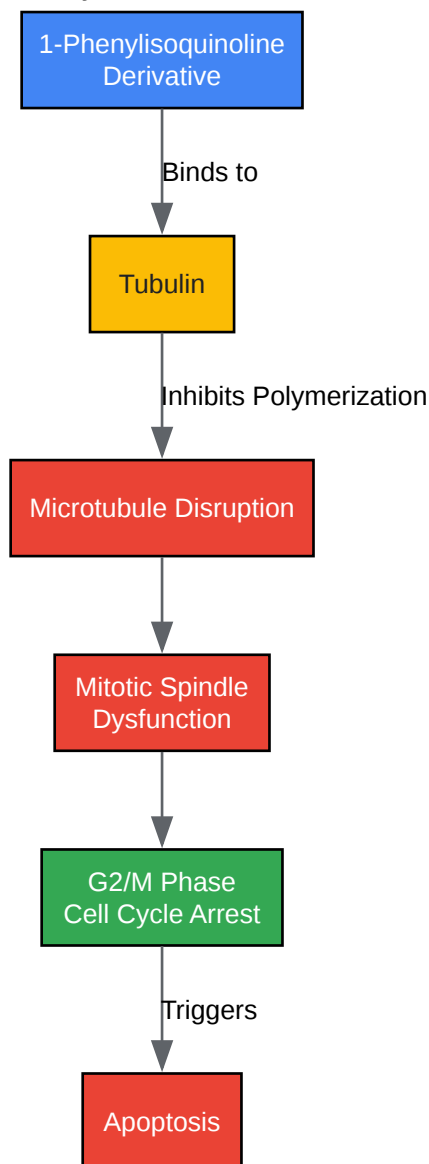 1-Phenylisoquinoline
Derivative
Binds to
Tubulin
Inhibits Polymerization
Microtubule Disruption
Mitotic Spindle
Dysfunction
G2/M Phase
Cell Cycle Arrest
Triggers
Apoptosis